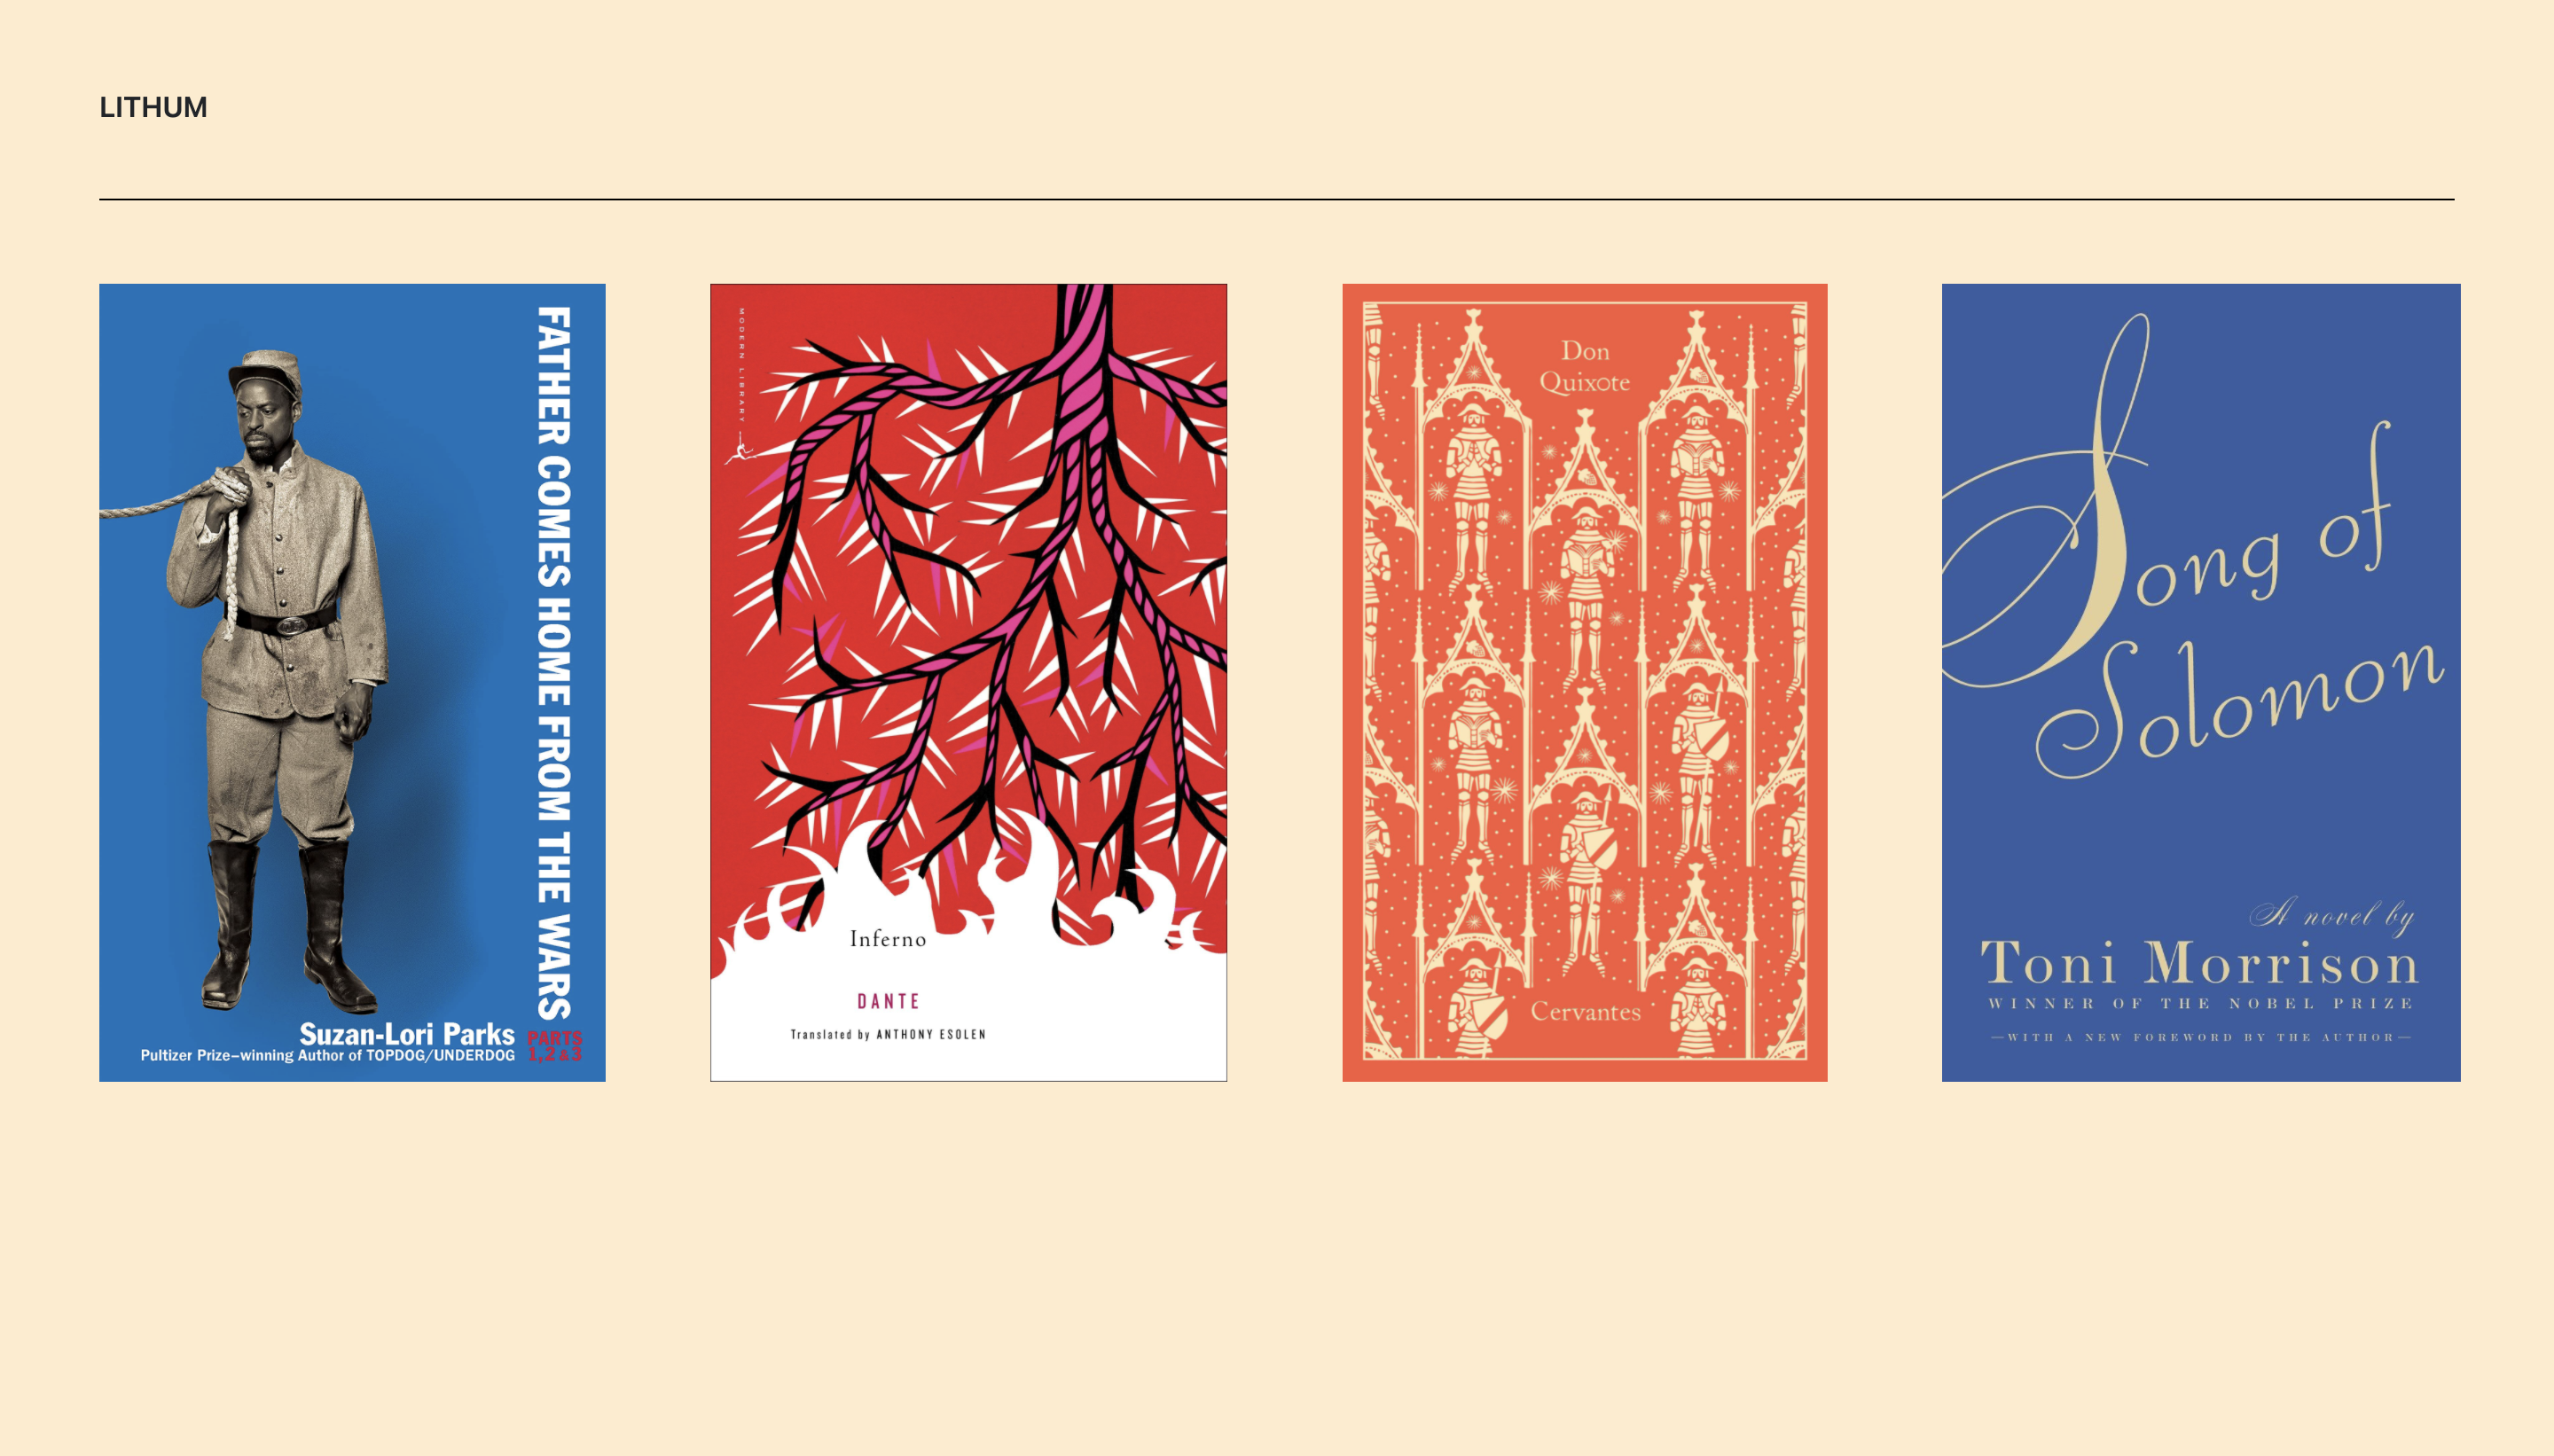 LITHUM
FATHER COMES HOME FROM THE WARS
Suzan-Lori Parks
Pultizer Prize–winning Author of TOPDOG/UNDERDOG
PARTS
1,2 & 3
MODERN LIBRARY
Inferno
DANTE
Translated by ANTHONY ESOLEN
Don
Quixote
Cervantes
Song of
Solomon
A novel by
Toni Morrison
WINNER OF THE NOBEL PRIZE
—WITH A NEW FOREWORD BY THE AUTHOR—